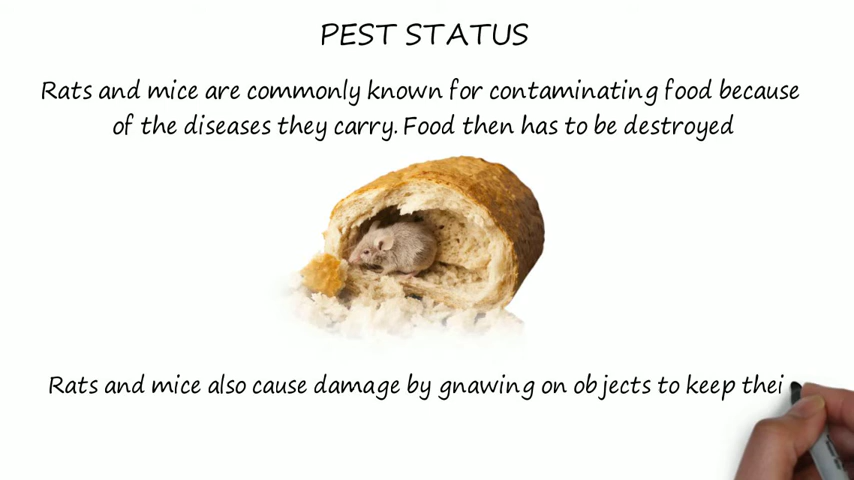 PEST STATUS
Rats and mice are commonly known for contaminating food because
of the diseases they carry. Food then has to be destroyed
Rats and mice also cause damage by gnawing on objects to keep thei